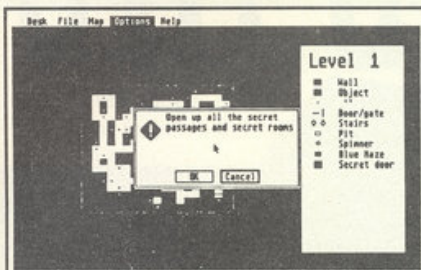 Desk File Map Options Help
Level 1
Wall
Object
Door/gate
Stairs
Pit
Spinner
Blue Haze
Secret door
Open up all the secret
passages and secret rooms
OK Cancel